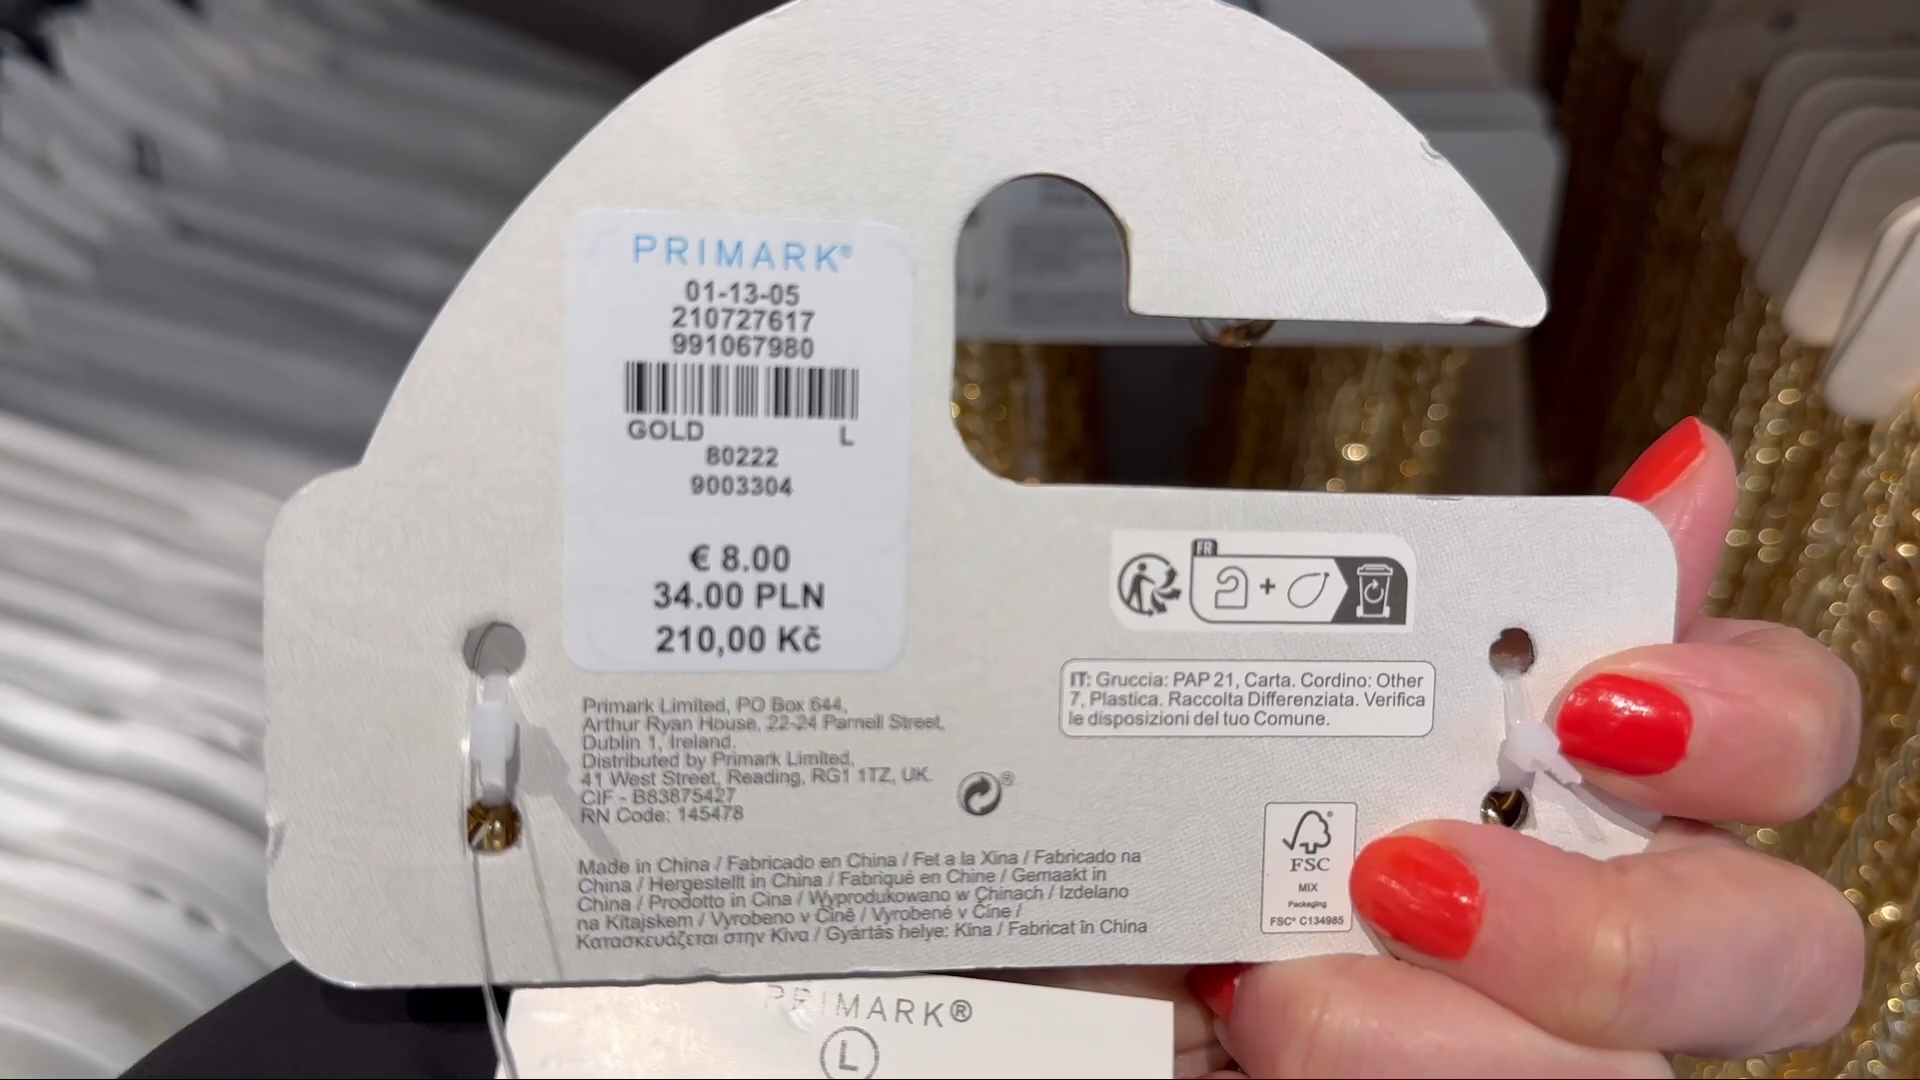 PRIMARK®
01-13-05
210727617
991067980
GOLD L
80222
9003304
€ 8.00
34.00 PLN
210,00 Kč
FR
+
IT: Gruccia: PAP 21, Carta. Cordino: Other
7, Plastica. Raccolta Differenziata. Verifica
le disposizioni del tuo Comune.
Primark Limited, PO Box 644,
Arthur Ryan House, 22-24 Parnell Street,
Dublin 1, Ireland.
Distributed by Primark Limited,
41 West Street, Reading, RG1 1TZ, UK.
CIF - B83875427
RN Code: 145478
®
FSC
MIX
Packaging
FSC® C134985
Made in China / Fabricado en China / Fet a la Xina / Fabricado na
China / Hergestellt in China / Fabriqué en Chine / Gemaakt in
China / Prodotto in Cina / Wyprodukowano w Chinach / Izdelano
na Kitajskem / Vyrobeno v Číně / Vyrobené v Číne /
Κατασκευάζεται στην Κίνα / Gyártás helye: Kína / Fabricat în China
PRIMARK®
L